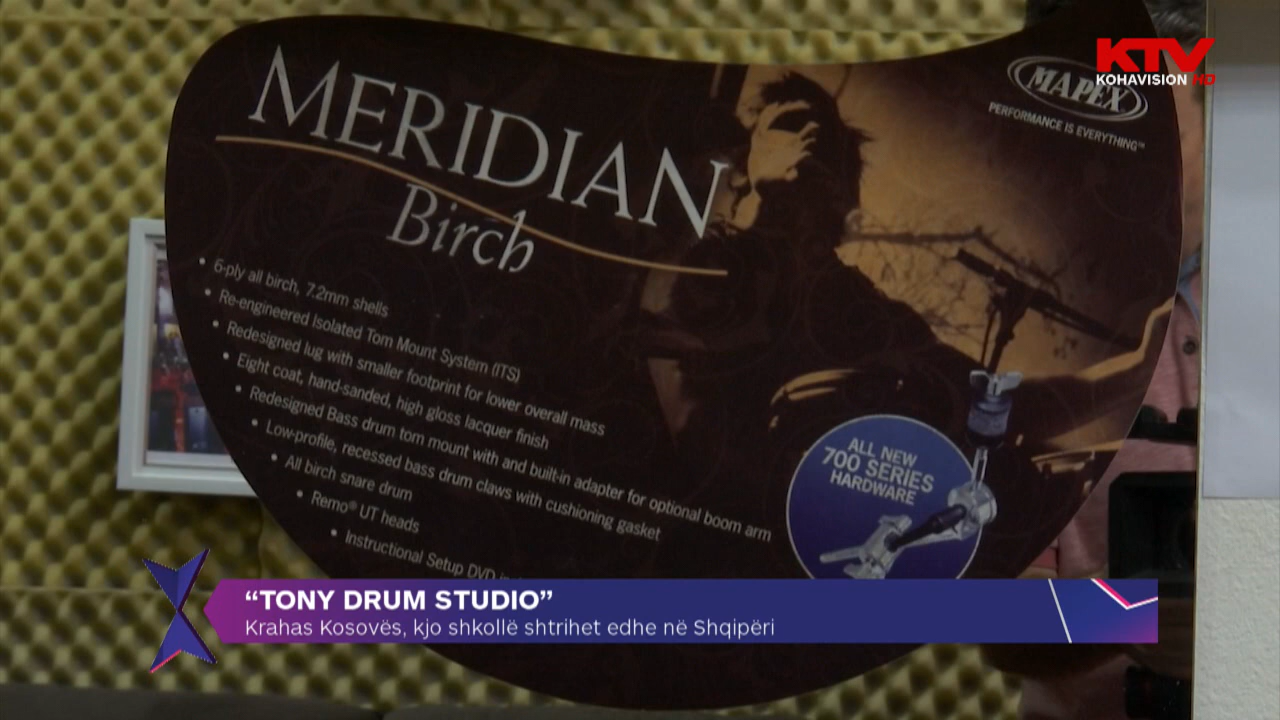 KTV
KOHAVISION HD
MAPEX
PERFORMANCE IS EVERYTHING™
MERIDIAN
Birch
• 6-ply all birch, 7.2mm shells
• Re-engineered Isolated Tom Mount System (ITS)
• Redesigned lug with smaller footprint for lower overall mass
• Eight coat, hand-sanded, high gloss lacquer finish
• Redesigned Bass drum tom mount with and built-in adapter for optional boom arm
• Low-profile, recessed bass drum claws with cushioning gasket
• All birch snare drum
• Remo® UT heads
• Instructional Setup DVD
ALL NEW
700 SERIES
HARDWARE
“TONY DRUM STUDIO”
Krahas Kosovës, kjo shkollë shtrihet edhe në Shqipëri